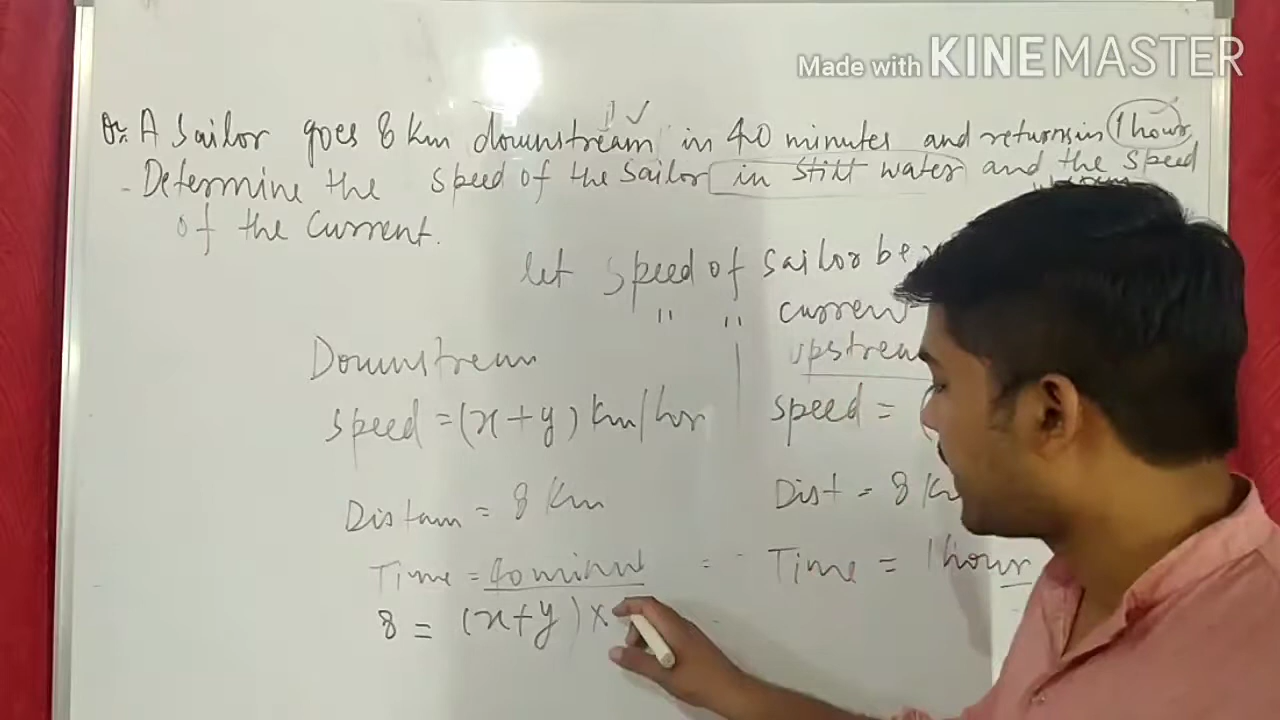 Made with KINEMASTER
Q:- A Sailor goes 8 Km downstream in 40 minutes and returns in 1 hour.
Determine the speed of the sailor in still water and the speed
of the current.
let speed of sailor be x
" " current
Downstream upstream
speed = (x+y) Km/hr speed = (
Distan = 8 Km Dist = 8 K
Time = 40 minut = Time = 1 hour
8 = (x+y) ×